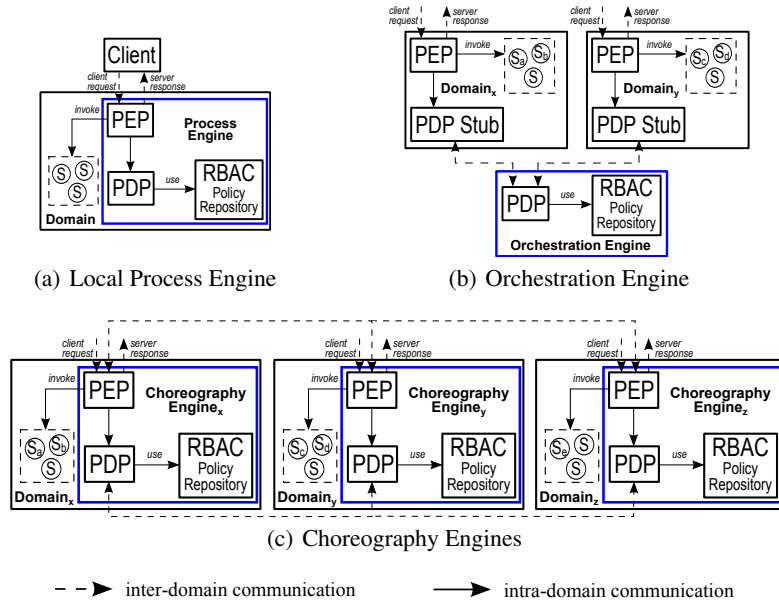 Client
client request
server response
PEP
invoke
Process Engine
S S S
Domain
PDP
use
RBAC Policy Repository
(a) Local Process Engine
client request
server response
PEP
invoke
Sa Sb S
Domainx
PDP Stub
client request
server response
PEP
invoke
Sc Sd S
Domainy
PDP Stub
PDP
use
RBAC Policy Repository
Orchestration Engine
(b) Orchestration Engine
client request
server response
PEP
invoke
Choreography Enginex
Sa Sb S
Domainx
PDP
use
RBAC Policy Repository
client request
server response
PEP
invoke
Choreography Enginey
Sc Sd S
Domainy
PDP
use
RBAC Policy Repository
client request
server response
PEP
invoke
Choreography Enginez
Se S S
Domainz
PDP
use
RBAC Policy Repository
(c) Choreography Engines
inter-domain communication
intra-domain communication